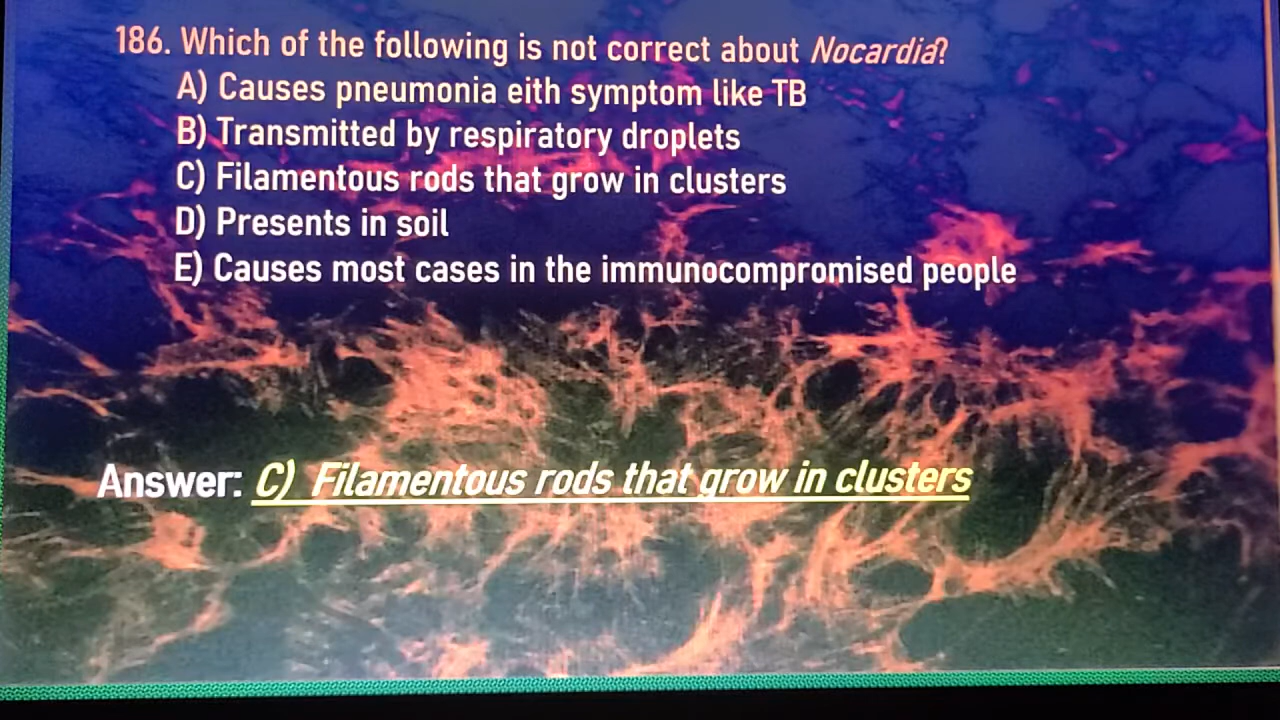 186. Which of the following is not correct about Nocardia?
A) Causes pneumonia eith symptom like TB
B) Transmitted by respiratory droplets
C) Filamentous rods that grow in clusters
D) Presents in soil
E) Causes most cases in the immunocompromised people
Answer: C) Filamentous rods that grow in clusters